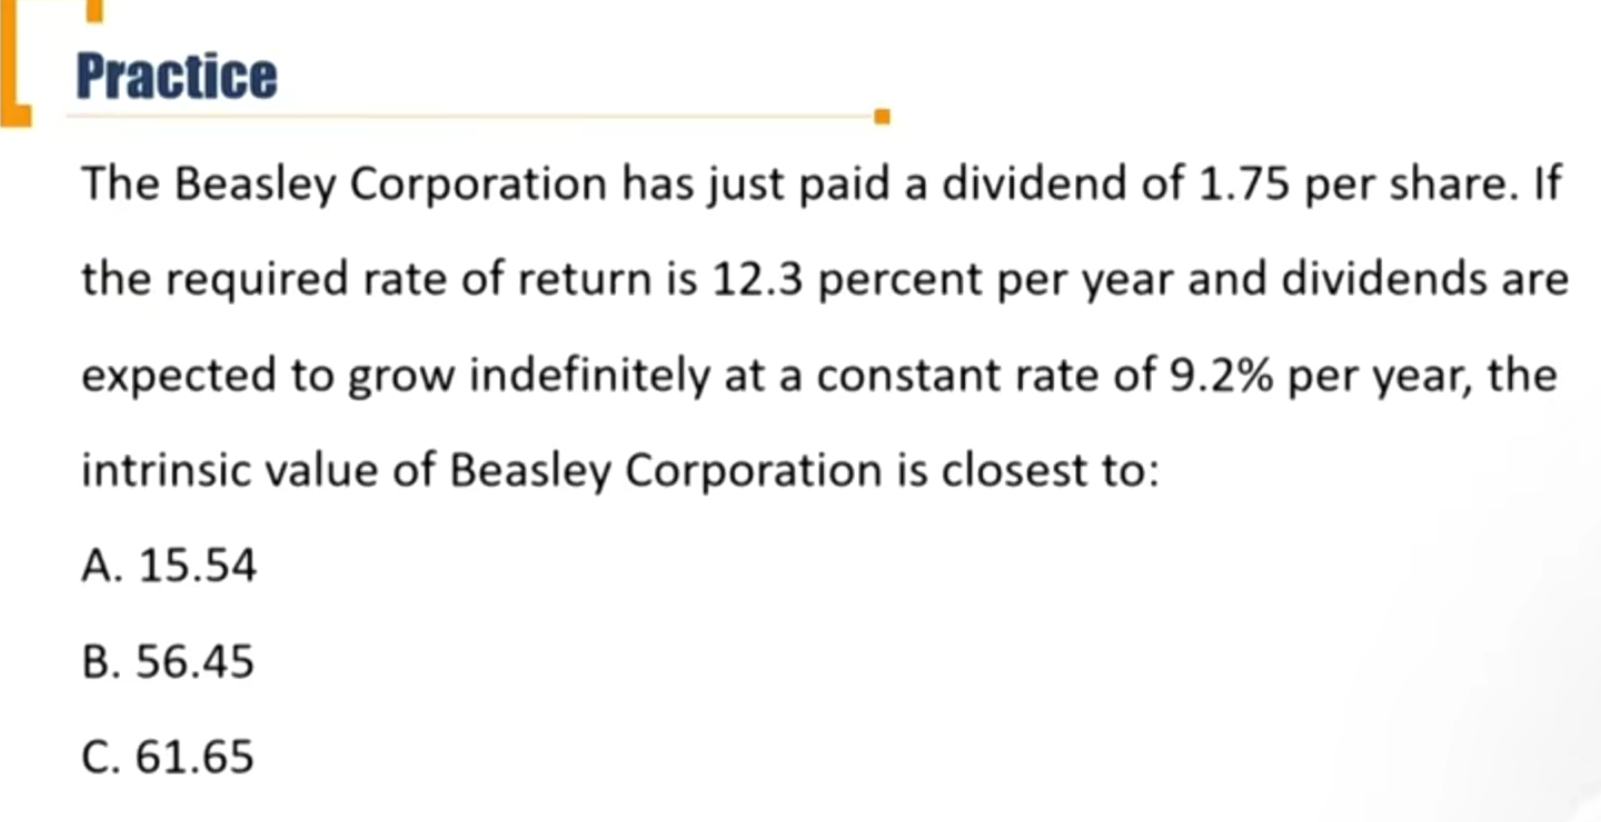 Practice
The Beasley Corporation has just paid a dividend of 1.75 per share. If
the required rate of return is 12.3 percent per year and dividends are
expected to grow indefinitely at a constant rate of 9.2% per year, the
intrinsic value of Beasley Corporation is closest to:
A. 15.54
B. 56.45
C. 61.65